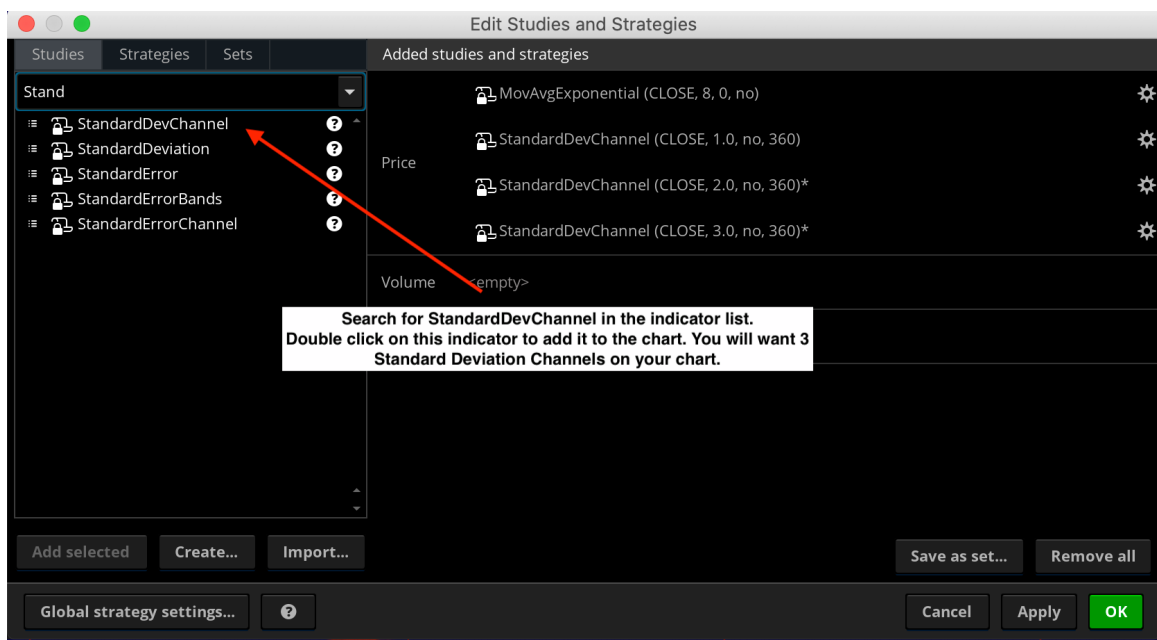 Edit Studies and Strategies
Studies Strategies Sets
Added studies and strategies
Stand
StandardDevChannel
StandardDeviation
StandardError
StandardErrorBands
StandardErrorChannel
Price
MovAvgExponential (CLOSE, 8, 0, no)
StandardDevChannel (CLOSE, 1.0, no, 360)
StandardDevChannel (CLOSE, 2.0, no, 360)*
StandardDevChannel (CLOSE, 3.0, no, 360)*
Volume <empty>
Search for StandardDevChannel in the indicator list.
Double click on this indicator to add it to the chart. You will want 3
Standard Deviation Channels on your chart.
Add selected Create... Import...
Save as set... Remove all
Global strategy settings... ?
Cancel Apply OK